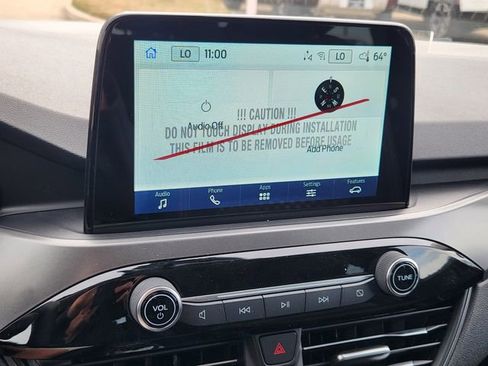 LO 11:00 LO 64°
!!! CAUTION !!!
Audio Off
DO NOT TOUCH DISPLAY DURING INSTALLATION
THIS FILM IS TO BE REMOVED BEFORE USAGE
Add Phone
Audio Phone Apps Settings Features
VOL TUNE